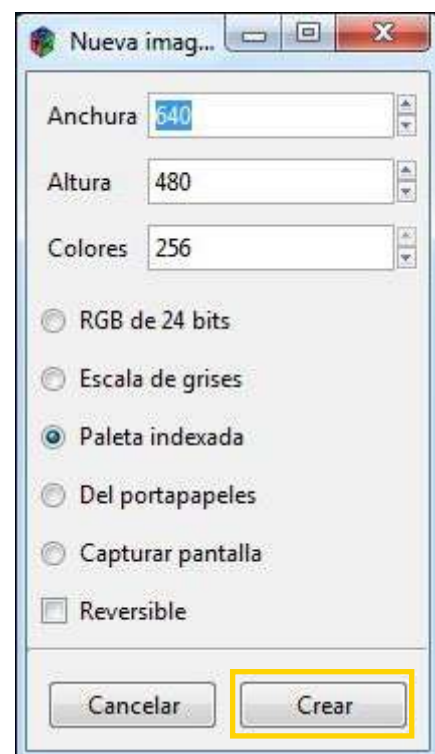 Nueva imag...
Anchura 640
Altura 480
Colores 256
RGB de 24 bits
Escala de grises
Paleta indexada
Del portapapeles
Capturar pantalla
Reversible
Cancelar Crear